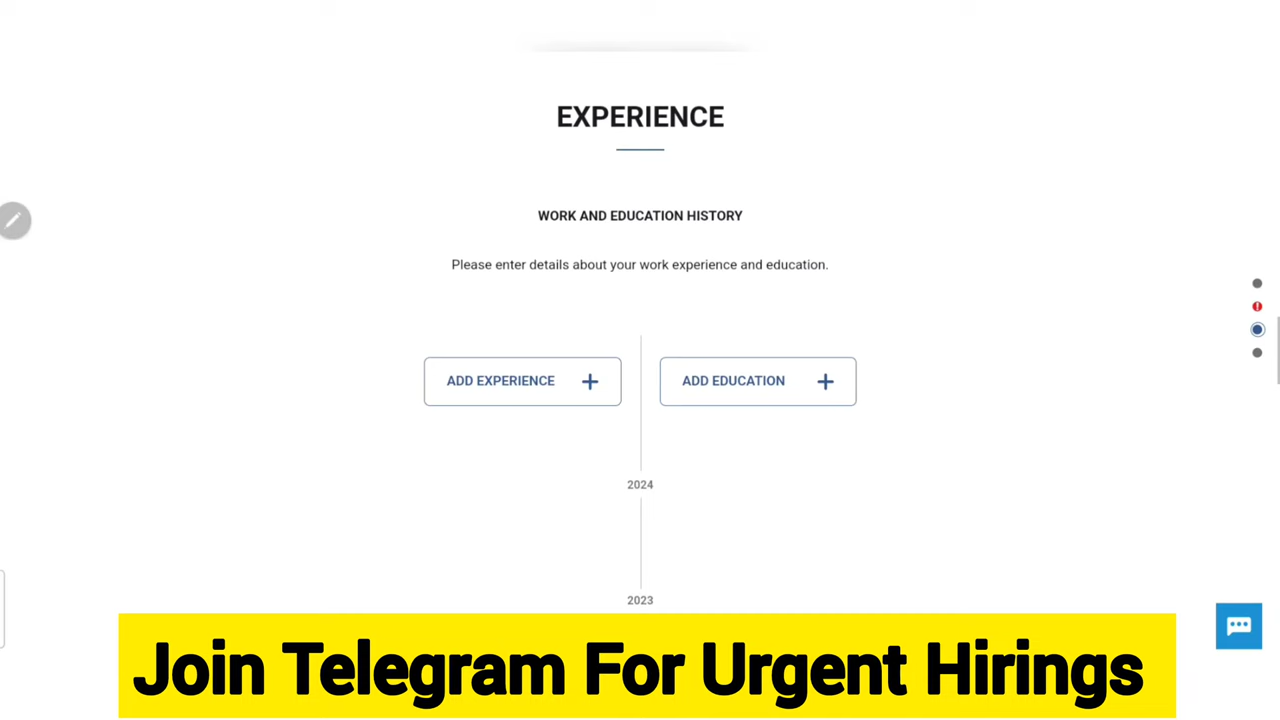 EXPERIENCE
WORK AND EDUCATION HISTORY
Please enter details about your work experience and education.
ADD EXPERIENCE +
ADD EDUCATION +
2024
2023
Join Telegram For Urgent Hirings